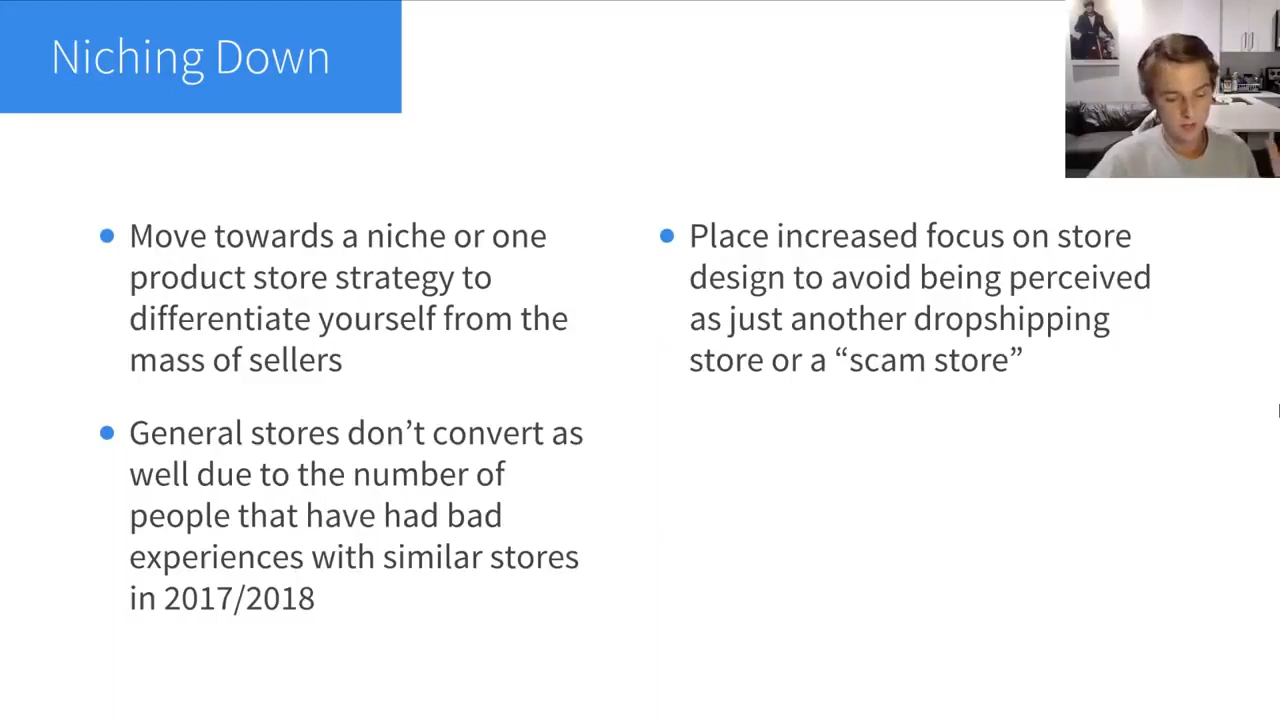 Niching Down
Move towards a niche or one
product store strategy to
differentiate yourself from the
mass of sellers
General stores don’t convert as
well due to the number of
people that have had bad
experiences with similar stores
in 2017/2018
Place increased focus on store
design to avoid being perceived
as just another dropshipping
store or a “scam store”